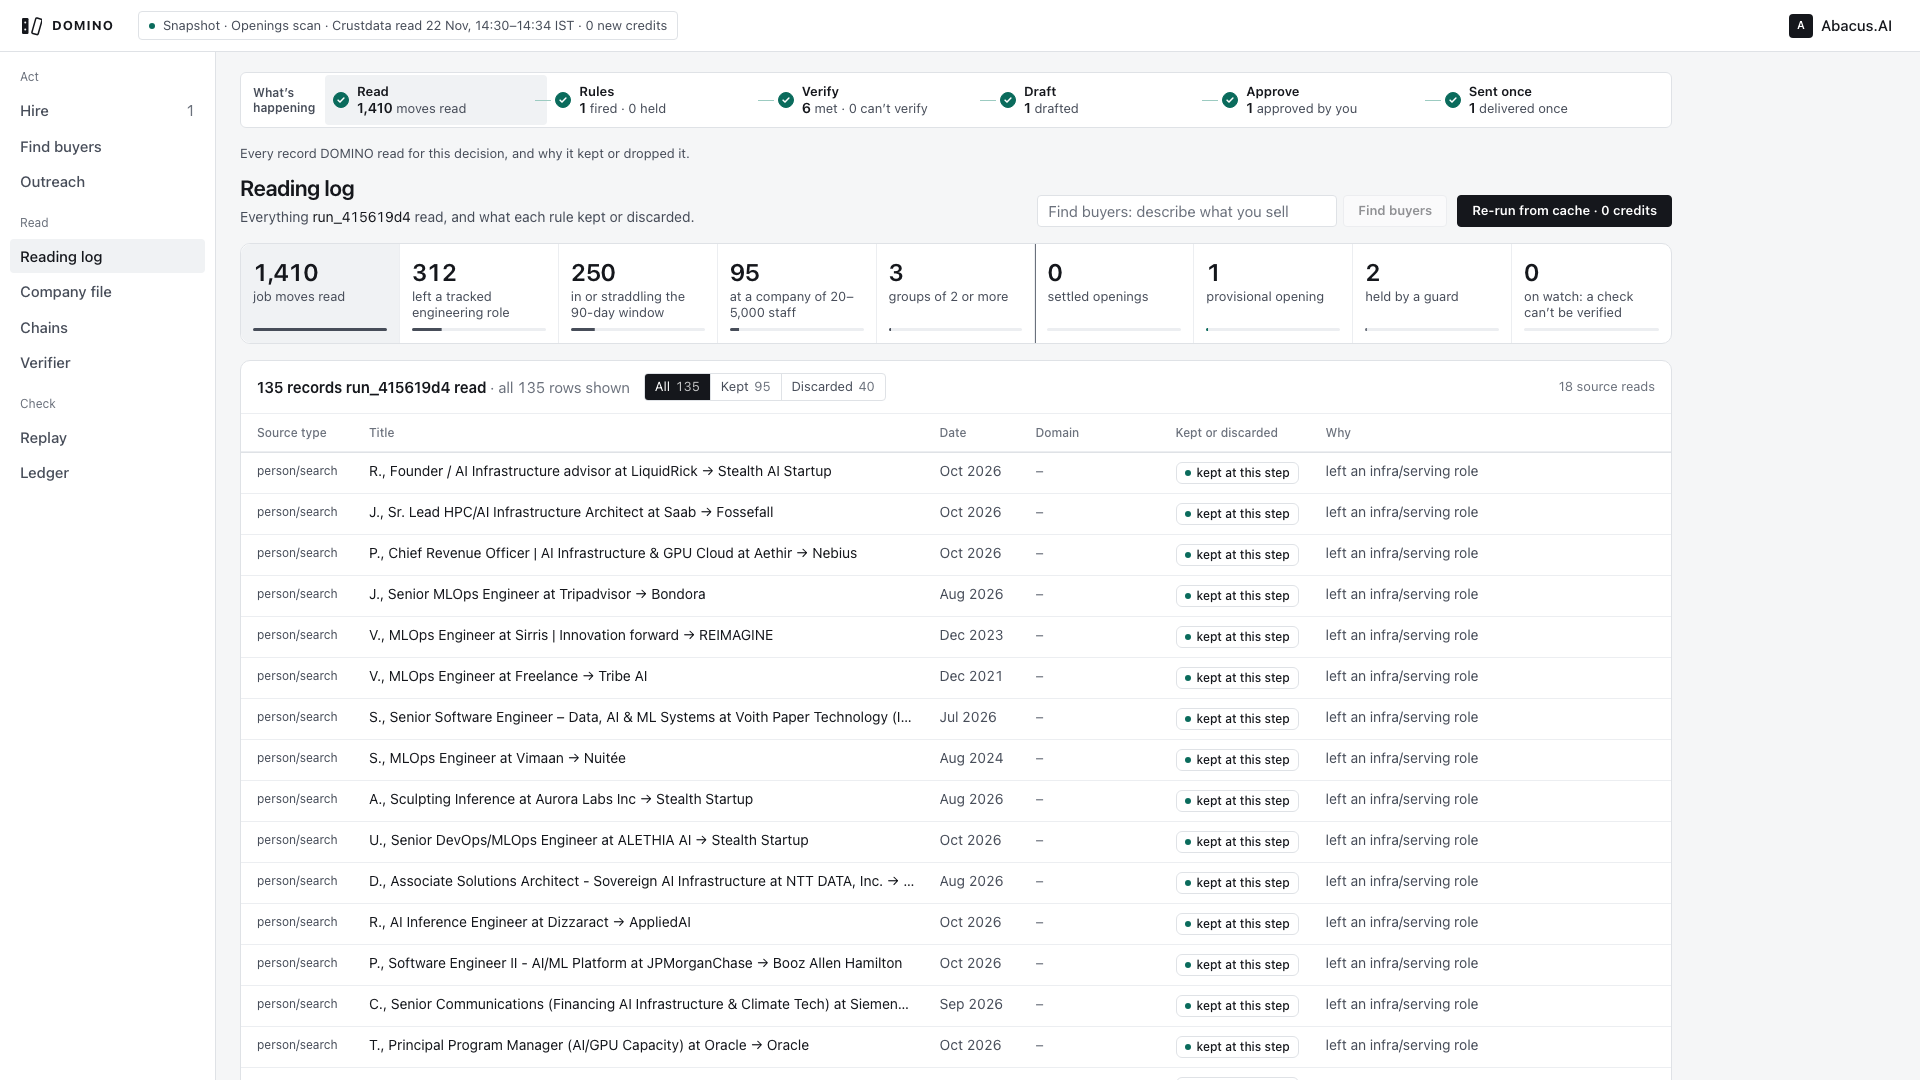 DOMINO
Snapshot · Openings scan · Crustdata read 22 Nov, 14:30–14:34 IST · 0 new credits
A
Abacus.AI
Act
Hire 1
Find buyers
Outreach
Read
Reading log
Company file
Chains
Verifier
Check
Replay
Ledger
What's happening
Read
1,410 moves read
Rules
1 fired · 0 held
Verify
6 met · 0 can't verify
Draft
1 drafted
Approve
1 approved by you
Sent once
1 delivered once
Every record DOMINO read for this decision, and why it kept or dropped it.
Reading log
Everything run_415619d4 read, and what each rule kept or discarded.
Find buyers: describe what you sell
Find buyers
Re-run from cache · 0 credits
1,410
job moves read
312
left a tracked engineering role
250
in or straddling the 90-day window
95
at a company of 20–5,000 staff
3
groups of 2 or more
0
settled openings
1
provisional opening
2
held by a guard
0
on watch: a check can't be verified
135 records run_415619d4 read · all 135 rows shown
All 135
Kept 95
Discarded 40
18 source reads
Source type Title Date Domain Kept or discarded Why
person/search R., Founder / AI Infrastructure advisor at LiquidRick → Stealth AI Startup Oct 2026 – kept at this step left an infra/serving role
person/search J., Sr. Lead HPC/AI Infrastructure Architect at Saab → Fossefall Oct 2026 – kept at this step left an infra/serving role
person/search P., Chief Revenue Officer | AI Infrastructure & GPU Cloud at Aethir → Nebius Oct 2026 – kept at this step left an infra/serving role
person/search J., Senior MLOps Engineer at Tripadvisor → Bondora Aug 2026 – kept at this step left an infra/serving role
person/search V., MLOps Engineer at Sirris | Innovation forward → REIMAGINE Dec 2023 – kept at this step left an infra/serving role
person/search V., MLOps Engineer at Freelance → Tribe AI Dec 2021 – kept at this step left an infra/serving role
person/search S., Senior Software Engineer – Data, AI & ML Systems at Voith Paper Technology (I… Jul 2026 – kept at this step left an infra/serving role
person/search S., MLOps Engineer at Vimaan → Nuitée Aug 2024 – kept at this step left an infra/serving role
person/search A., Sculpting Inference at Aurora Labs Inc → Stealth Startup Aug 2026 – kept at this step left an infra/serving role
person/search U., Senior DevOps/MLOps Engineer at ALETHIA AI → Stealth Startup Oct 2026 – kept at this step left an infra/serving role
person/search D., Associate Solutions Architect - Sovereign AI Infrastructure at NTT DATA, Inc. → … Aug 2026 – kept at this step left an infra/serving role
person/search R., AI Inference Engineer at Dizzaract → AppliedAI Oct 2026 – kept at this step left an infra/serving role
person/search P., Software Engineer II - AI/ML Platform at JPMorganChase → Booz Allen Hamilton Oct 2026 – kept at this step left an infra/serving role
person/search C., Senior Communications (Financing AI Infrastructure & Climate Tech) at Siemen… Sep 2026 – kept at this step left an infra/serving role
person/search T., Principal Program Manager (AI/GPU Capacity) at Oracle → Oracle Oct 2026 – kept at this step left an infra/serving role